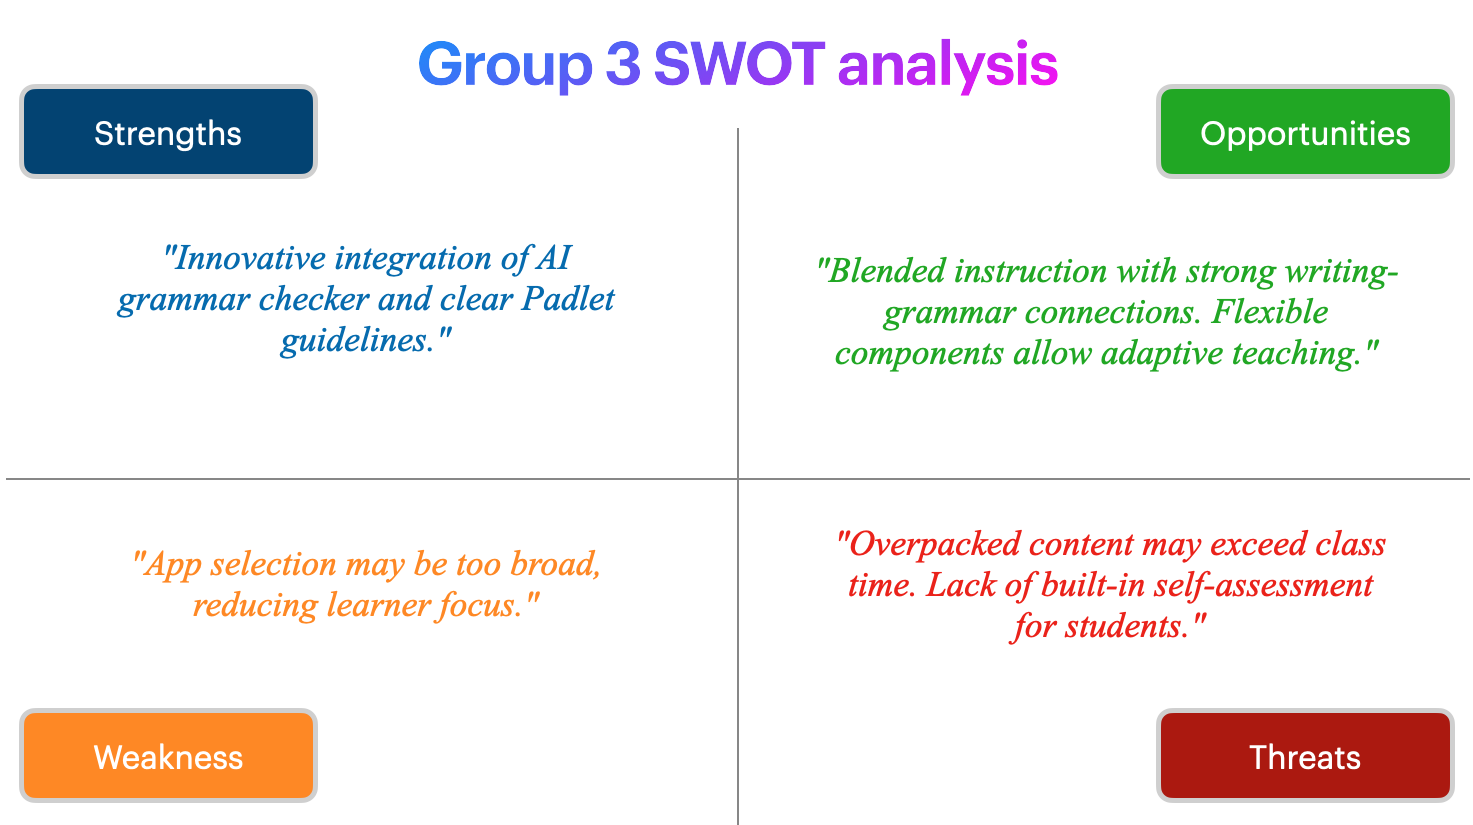 Group 3 SWOT analysis
Strengths
"Innovative integration of AI
grammar checker and clear Padlet
guidelines."
Opportunities
"Blended instruction with strong writing-
grammar connections. Flexible
components allow adaptive teaching."
"App selection may be too broad,
reducing learner focus."
Weakness
"Overpacked content may exceed class
time. Lack of built-in self-assessment
for students."
Threats